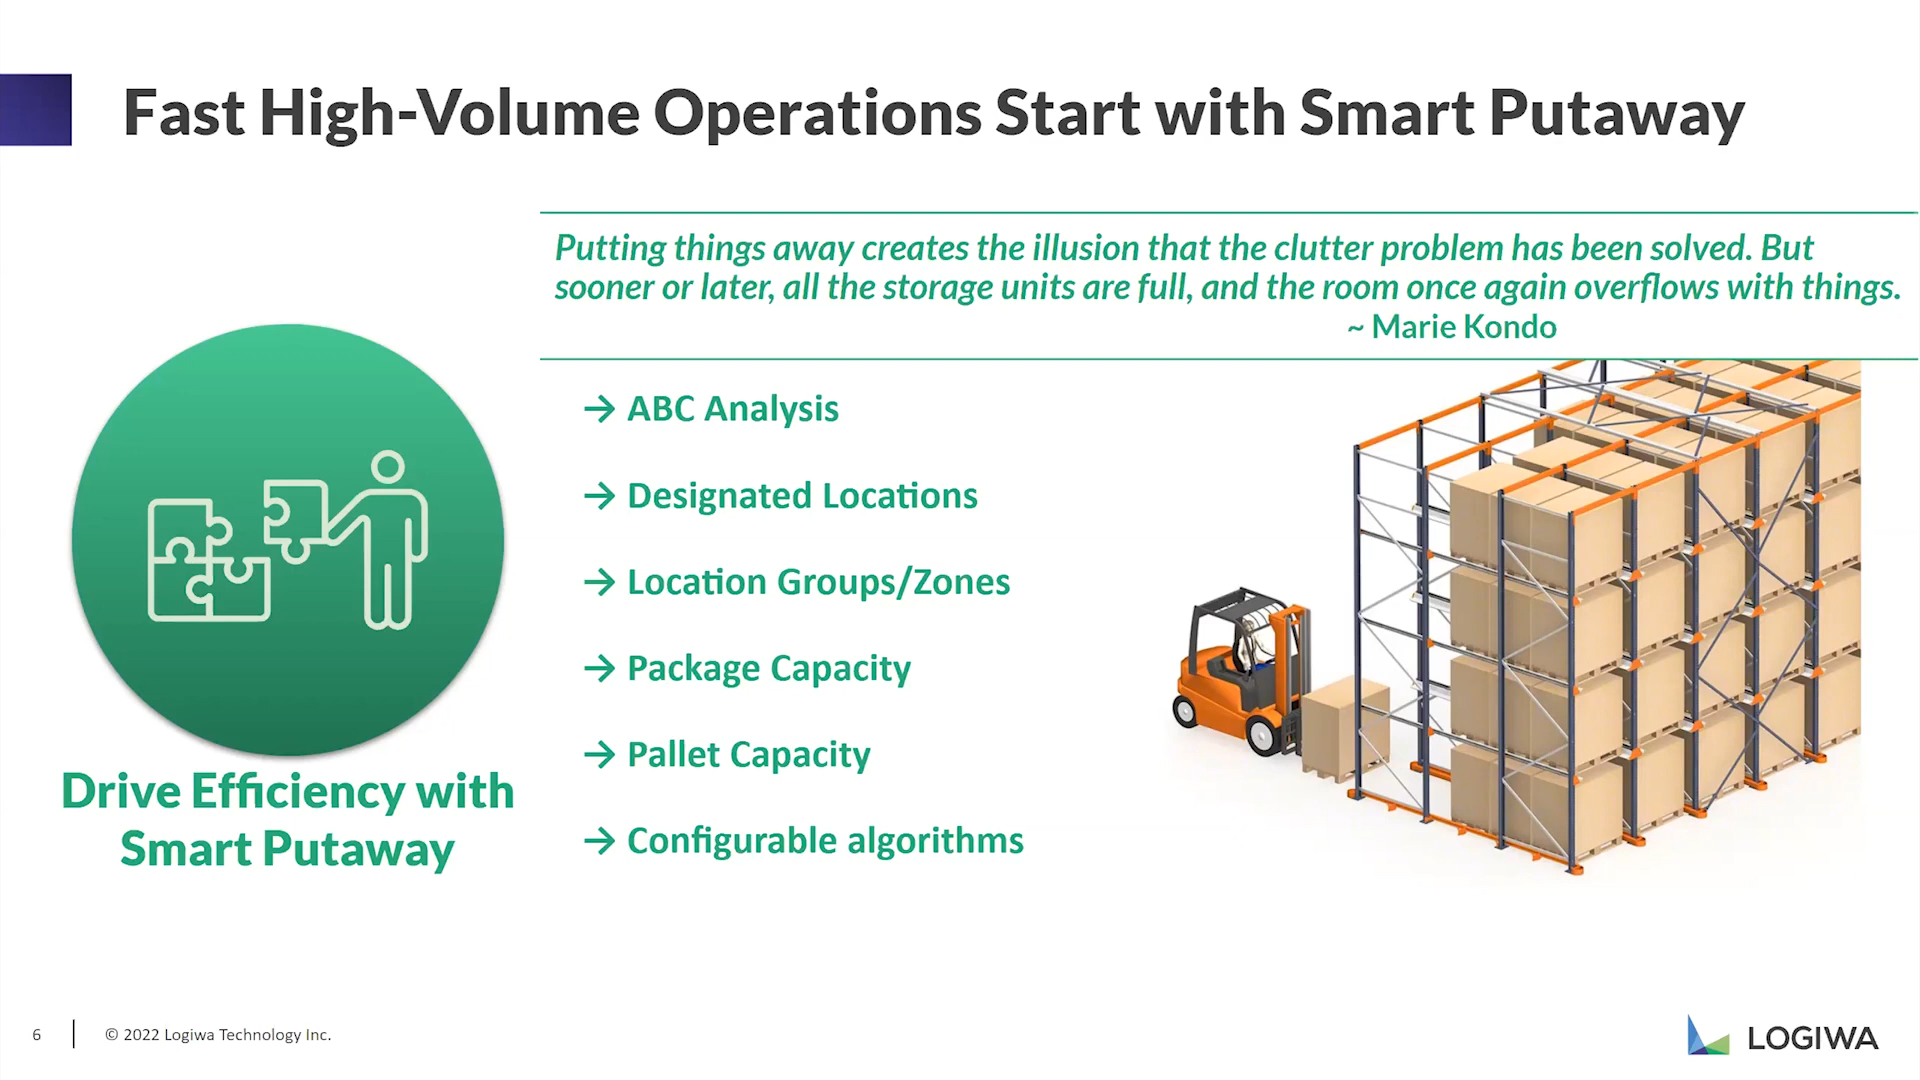 Fast High-Volume Operations Start with Smart Putaway
Putting things away creates the illusion that the clutter problem has been solved. But
sooner or later, all the storage units are full, and the room once again overflows with things.
~ Marie Kondo
→ ABC Analysis
→ Designated Locations
→ Location Groups/Zones
→ Package Capacity
→ Pallet Capacity
→ Configurable algorithms
Drive Efficiency with
Smart Putaway
6
© 2022 Logiwa Technology Inc.
LOGIWA